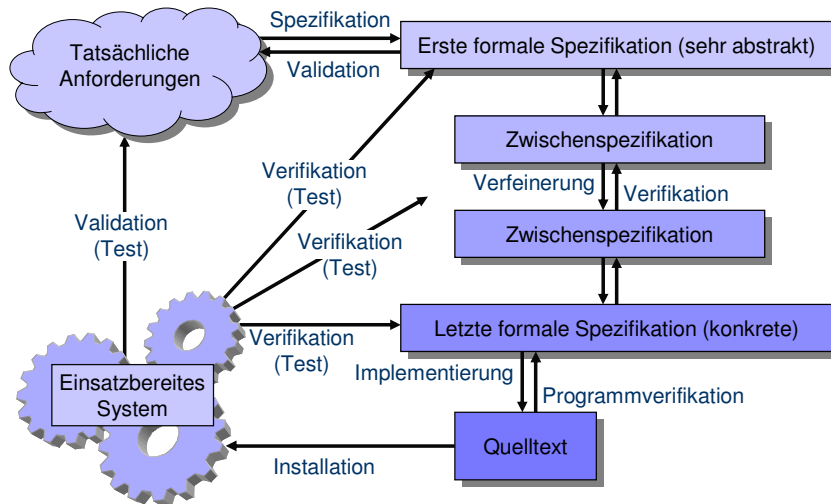 Spezifikation
Tatsächliche
Anforderungen
Erste formale Spezifikation (sehr abstrakt)
Validation
Zwischenspezifikation
Verifikation
(Test)
Verfeinerung
Verifikation
Validation
(Test)
Verifikation
(Test)
Zwischenspezifikation
Verifikation
(Test)
Letzte formale Spezifikation (konkrete)
Implementierung
Einsatzbereites
System
Programmverifikation
Quelltext
Installation